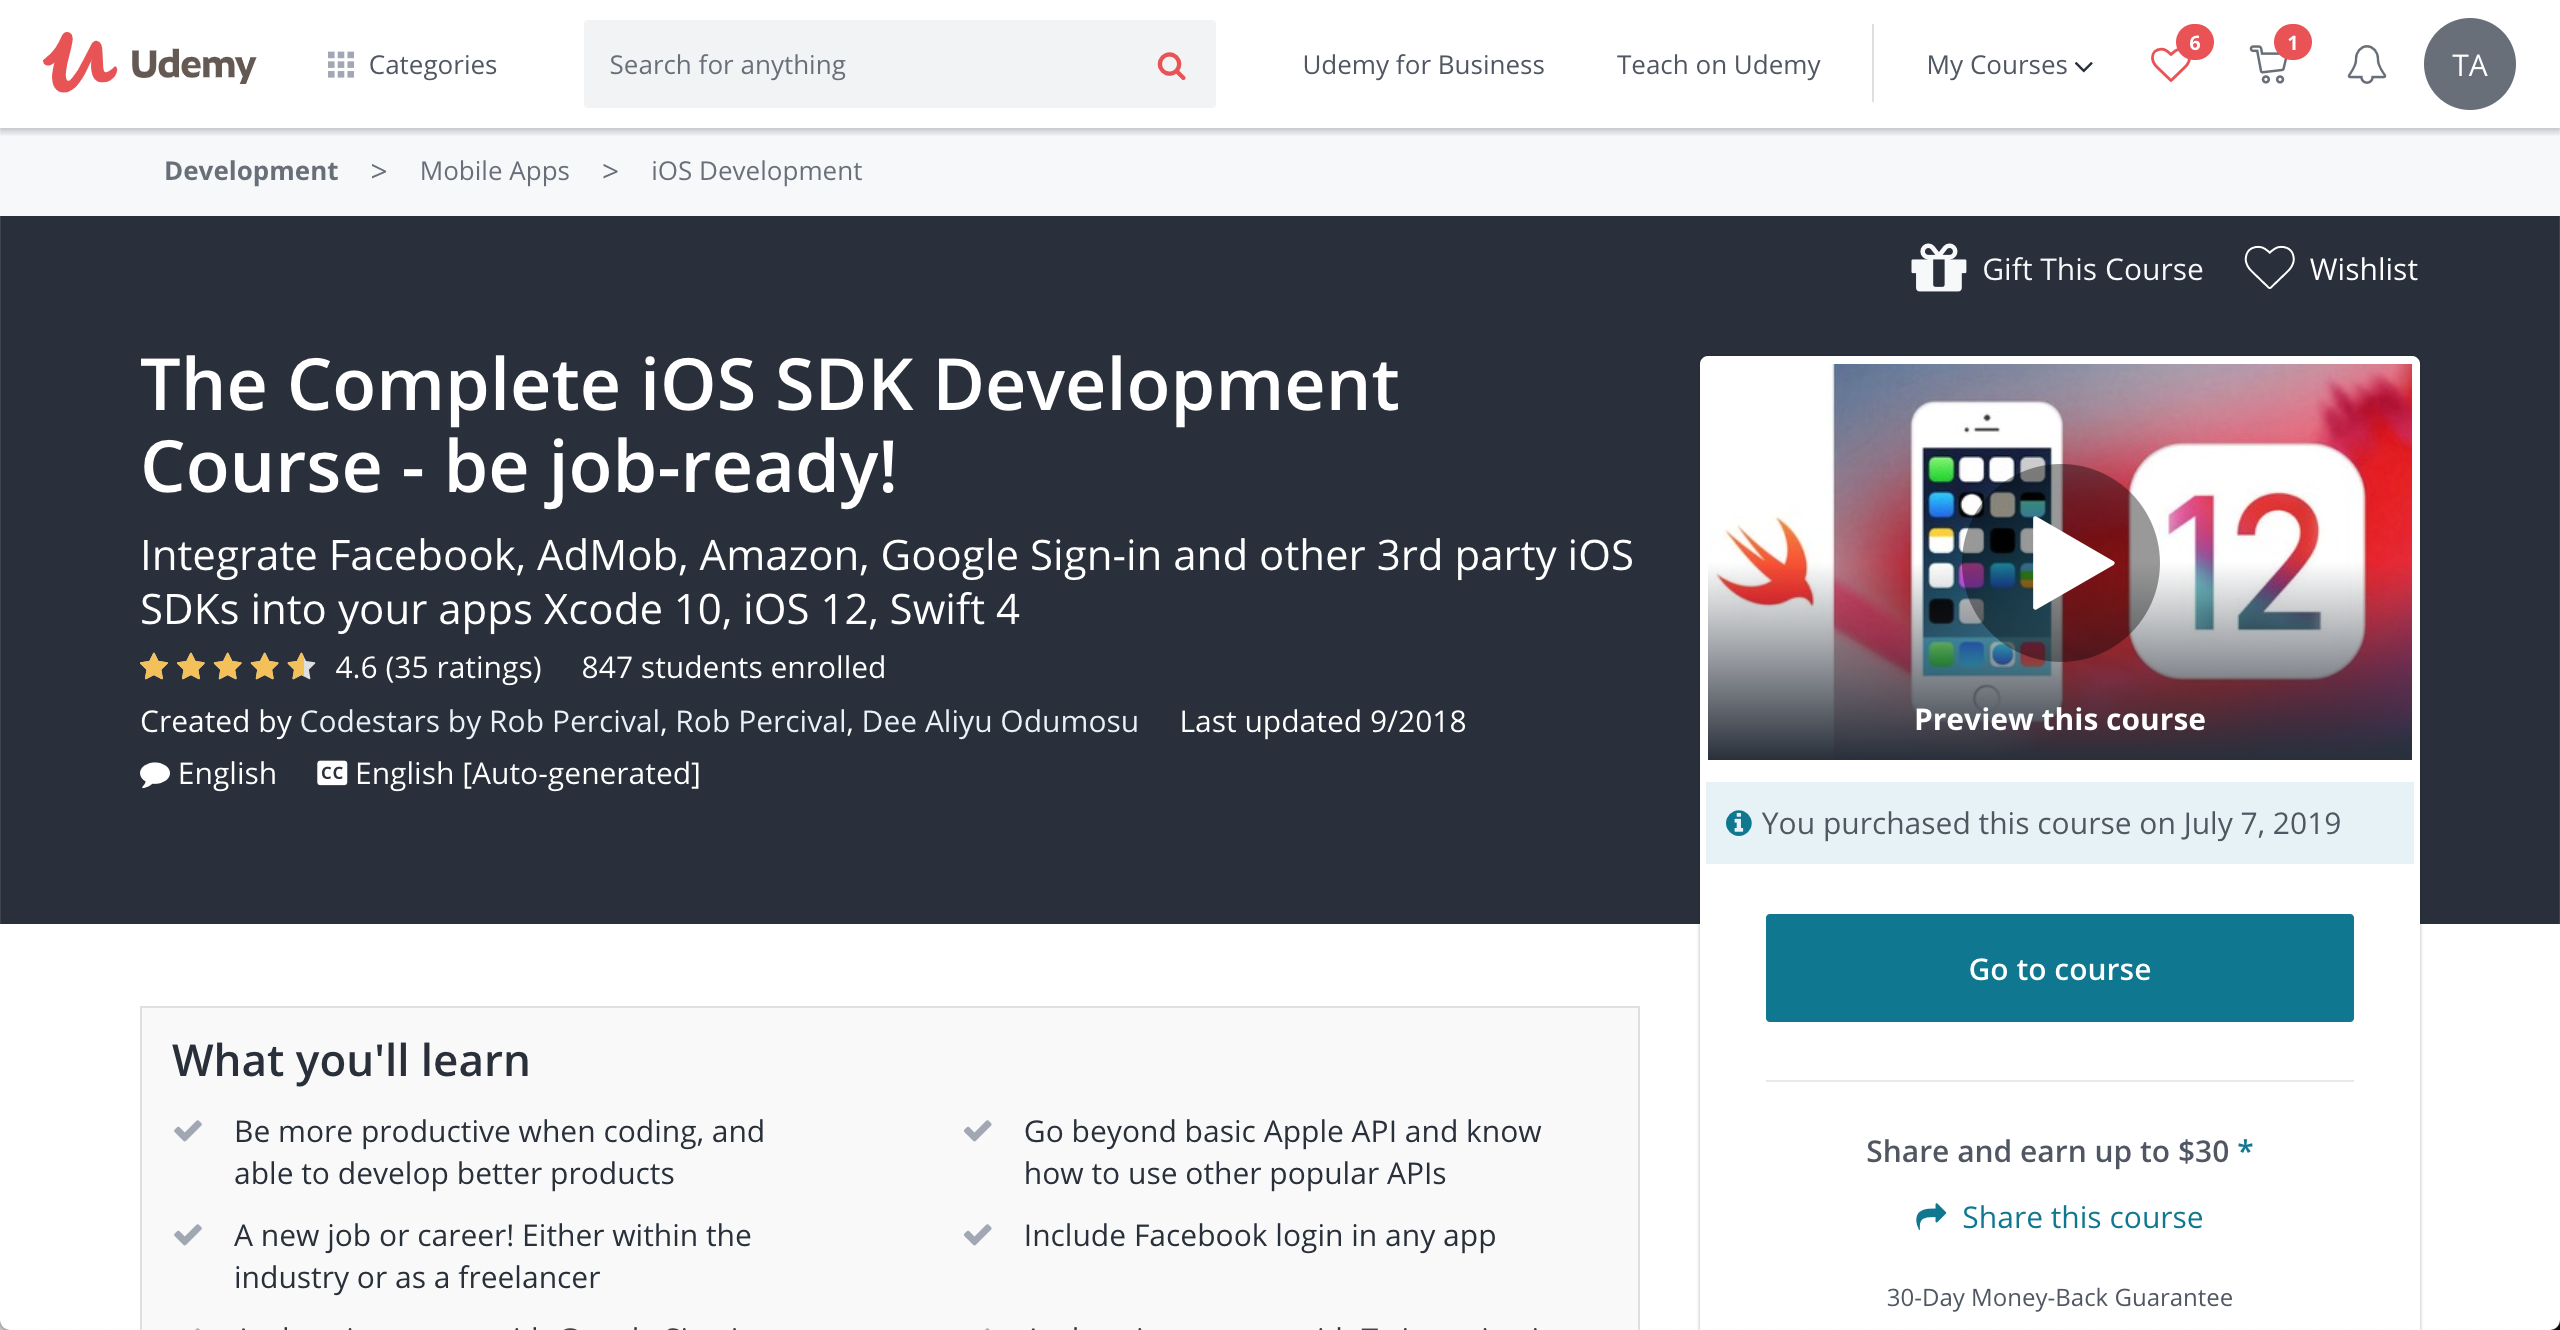 Udemy
Categories
Search for anything
Udemy for Business
Teach on Udemy
My Courses
6
1
TA
Development > Mobile Apps > iOS Development
Gift This Course
Wishlist
The Complete iOS SDK Development
Course - be job-ready!
Integrate Facebook, AdMob, Amazon, Google Sign-in and other 3rd party iOS
SDKs into your apps Xcode 10, iOS 12, Swift 4
4.6 (35 ratings) 847 students enrolled
Created by Codestars by Rob Percival, Rob Percival, Dee Aliyu Odumosu Last updated 9/2018
English CC English [Auto-generated]
12
Preview this course
You purchased this course on July 7, 2019
Go to course
Share and earn up to $30 *
Share this course
30-Day Money-Back Guarantee
What you'll learn
Be more productive when coding, and
able to develop better products
Go beyond basic Apple API and know
how to use other popular APIs
A new job or career! Either within the
industry or as a freelancer
Include Facebook login in any app